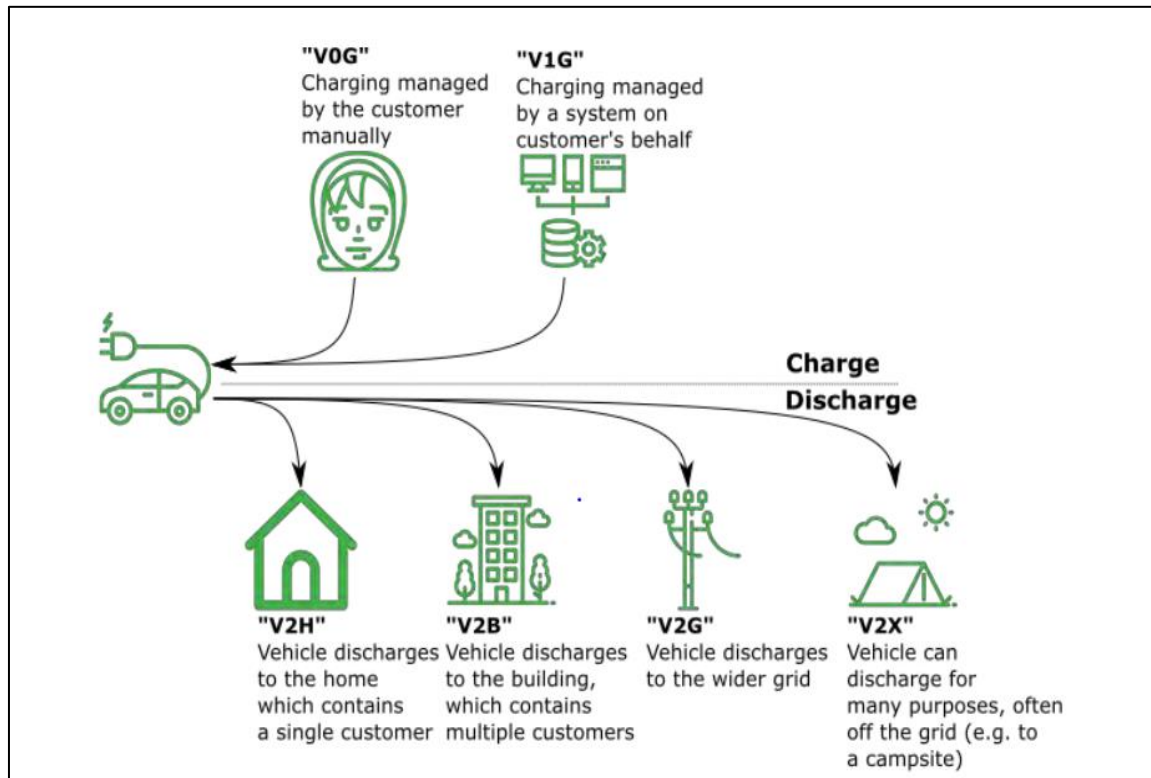 "V0G"
Charging managed
by the customer
manually
"V1G"
Charging managed
by a system on
customer's behalf
Charge
Discharge
"V2H"
Vehicle discharges
to the home
which contains
a single customer
"V2B"
Vehicle discharges
to the building,
which contains
multiple customers
"V2G"
Vehicle discharges
to the wider grid
"V2X"
Vehicle can
discharge for
many purposes, often
off the grid (e.g. to
a campsite)